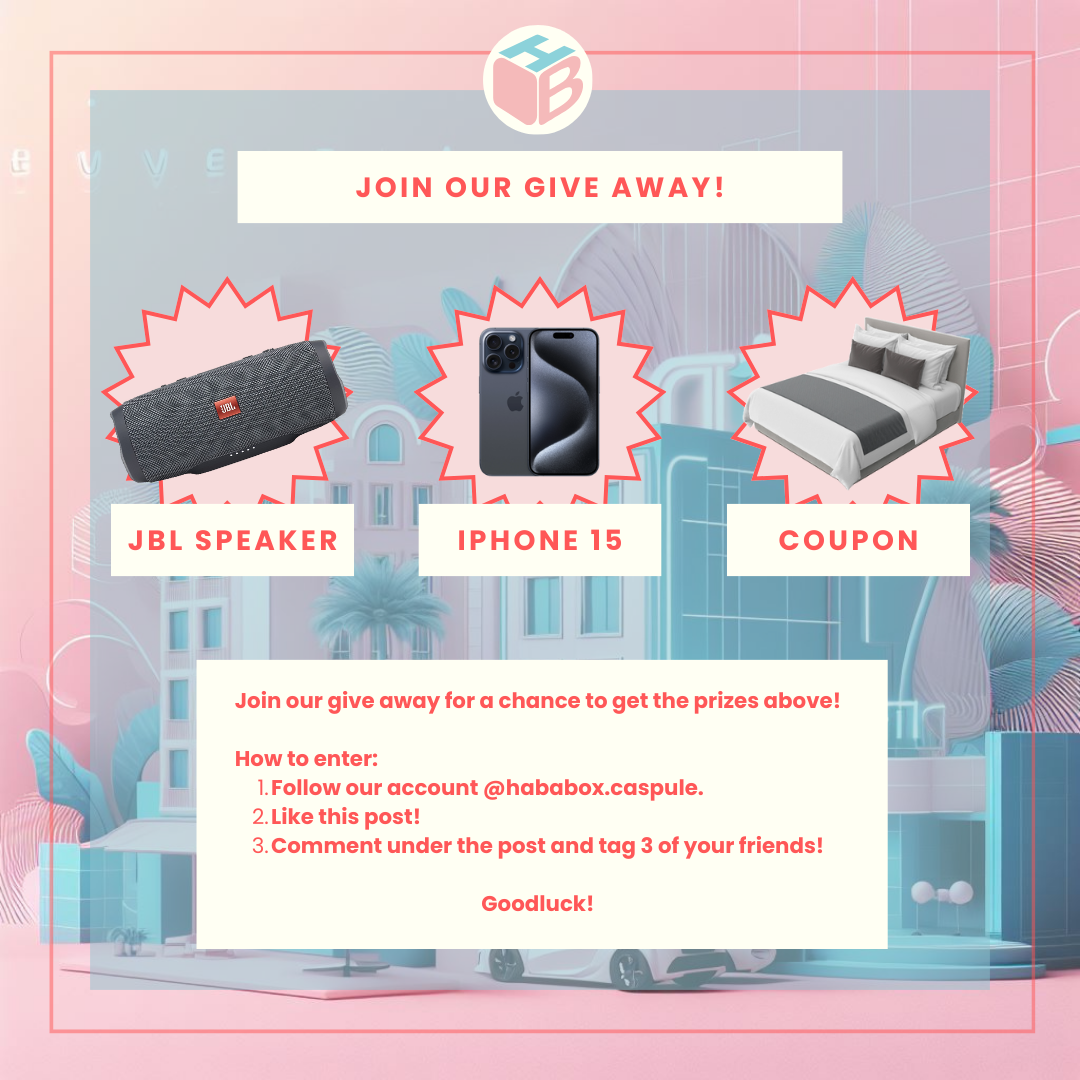 HB
JOIN OUR GIVE AWAY!
JBL
JBL SPEAKER
IPHONE 15
COUPON
Join our give away for a chance to get the prizes above!
How to enter:
1. Follow our account @hababox.caspule.
2. Like this post!
3. Comment under the post and tag 3 of your friends!
Goodluck!